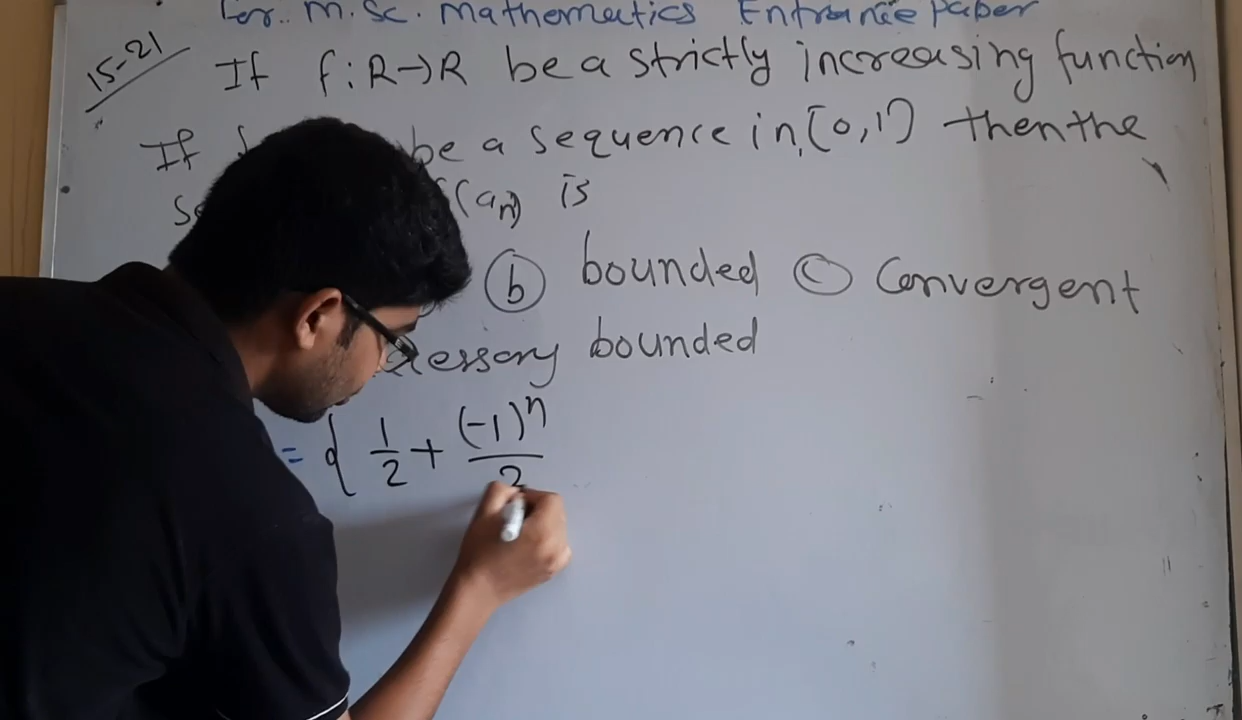 For M.Sc. Mathematics Entrance Paper
15-21 If f:R→R be a strictly increasing function
If be a sequence in [0,1] then the
f(an) is
(b) bounded (c) Convergent
bounded
= { 1/2 + (-1)^n/2